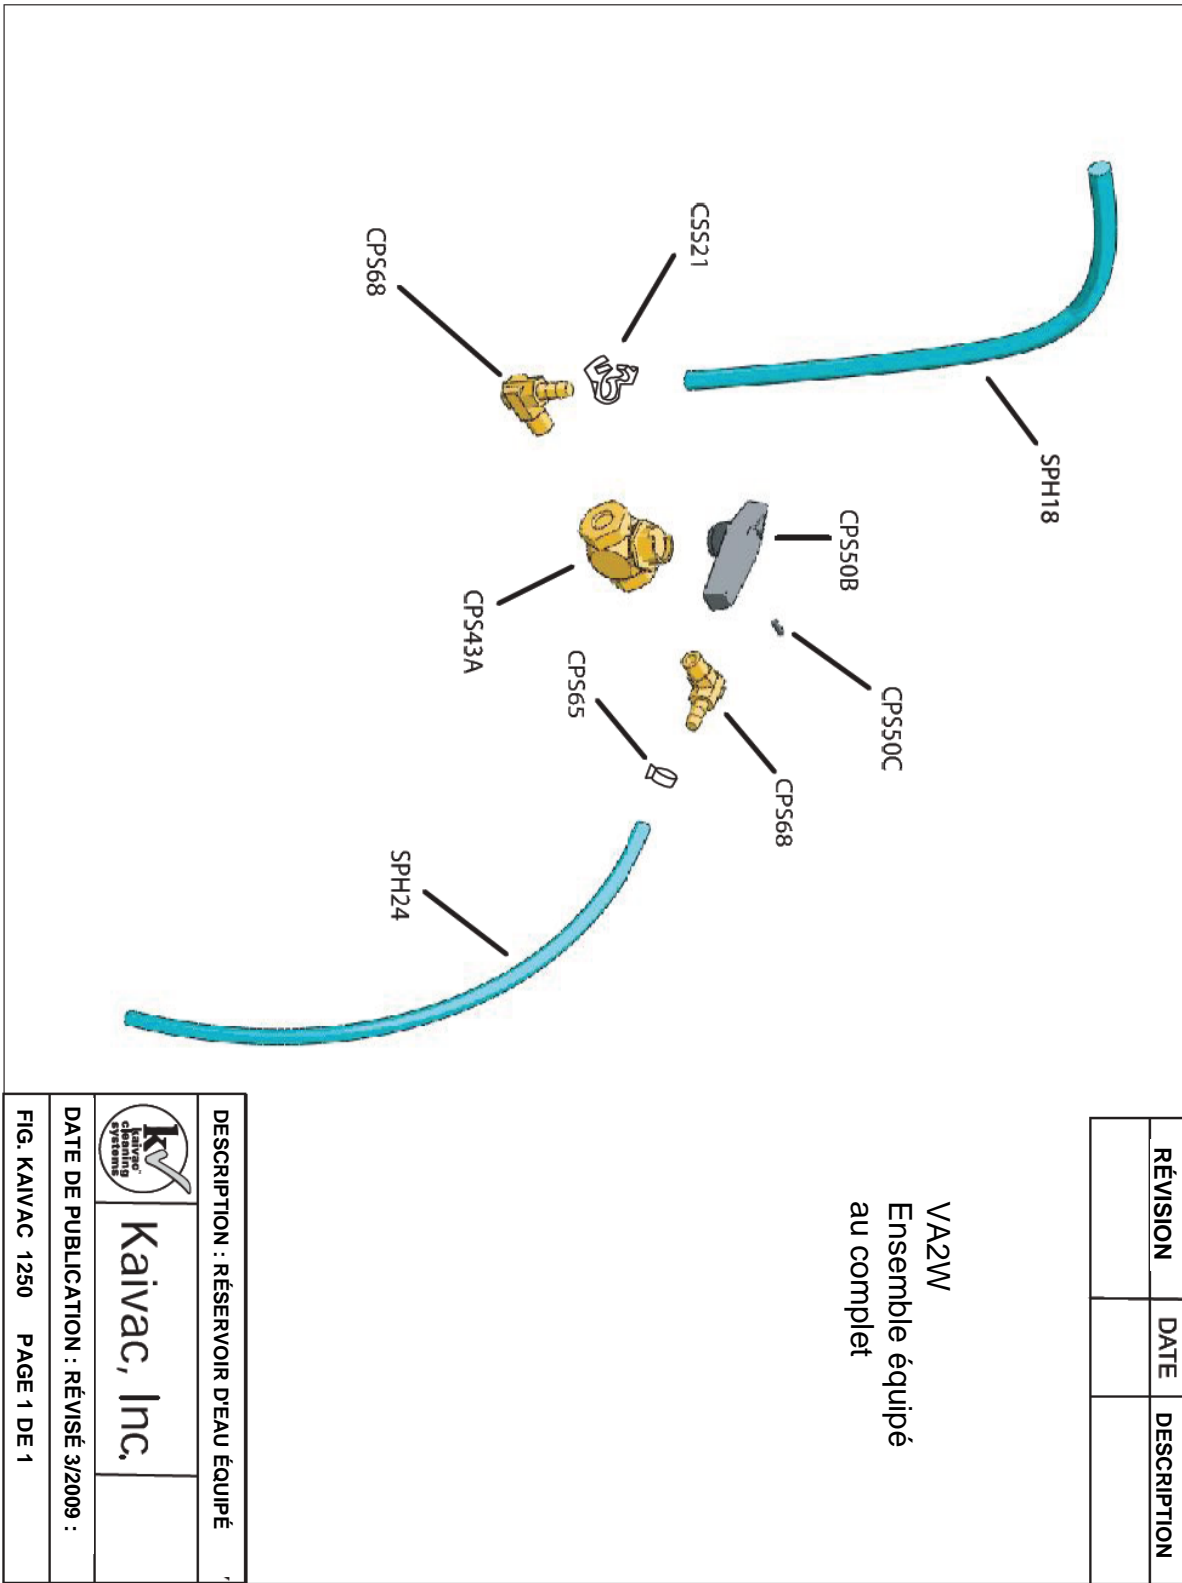 RÉVISION DATE DESCRIPTION
SPH18
CSS21
CPS68
CPS50B
CPS50C
CPS43A
CPS65
CPS68
SPH24
VA2W
Ensemble équipé
au complet
DESCRIPTION : RÉSERVOIR D'EAU ÉQUIPÉ
kv
kaivac™
cleaning
systems
Kaivac, Inc.
DATE DE PUBLICATION : RÉVISÉ 3/2009 :
FIG. KAIVAC 1250 PAGE 1 DE 1